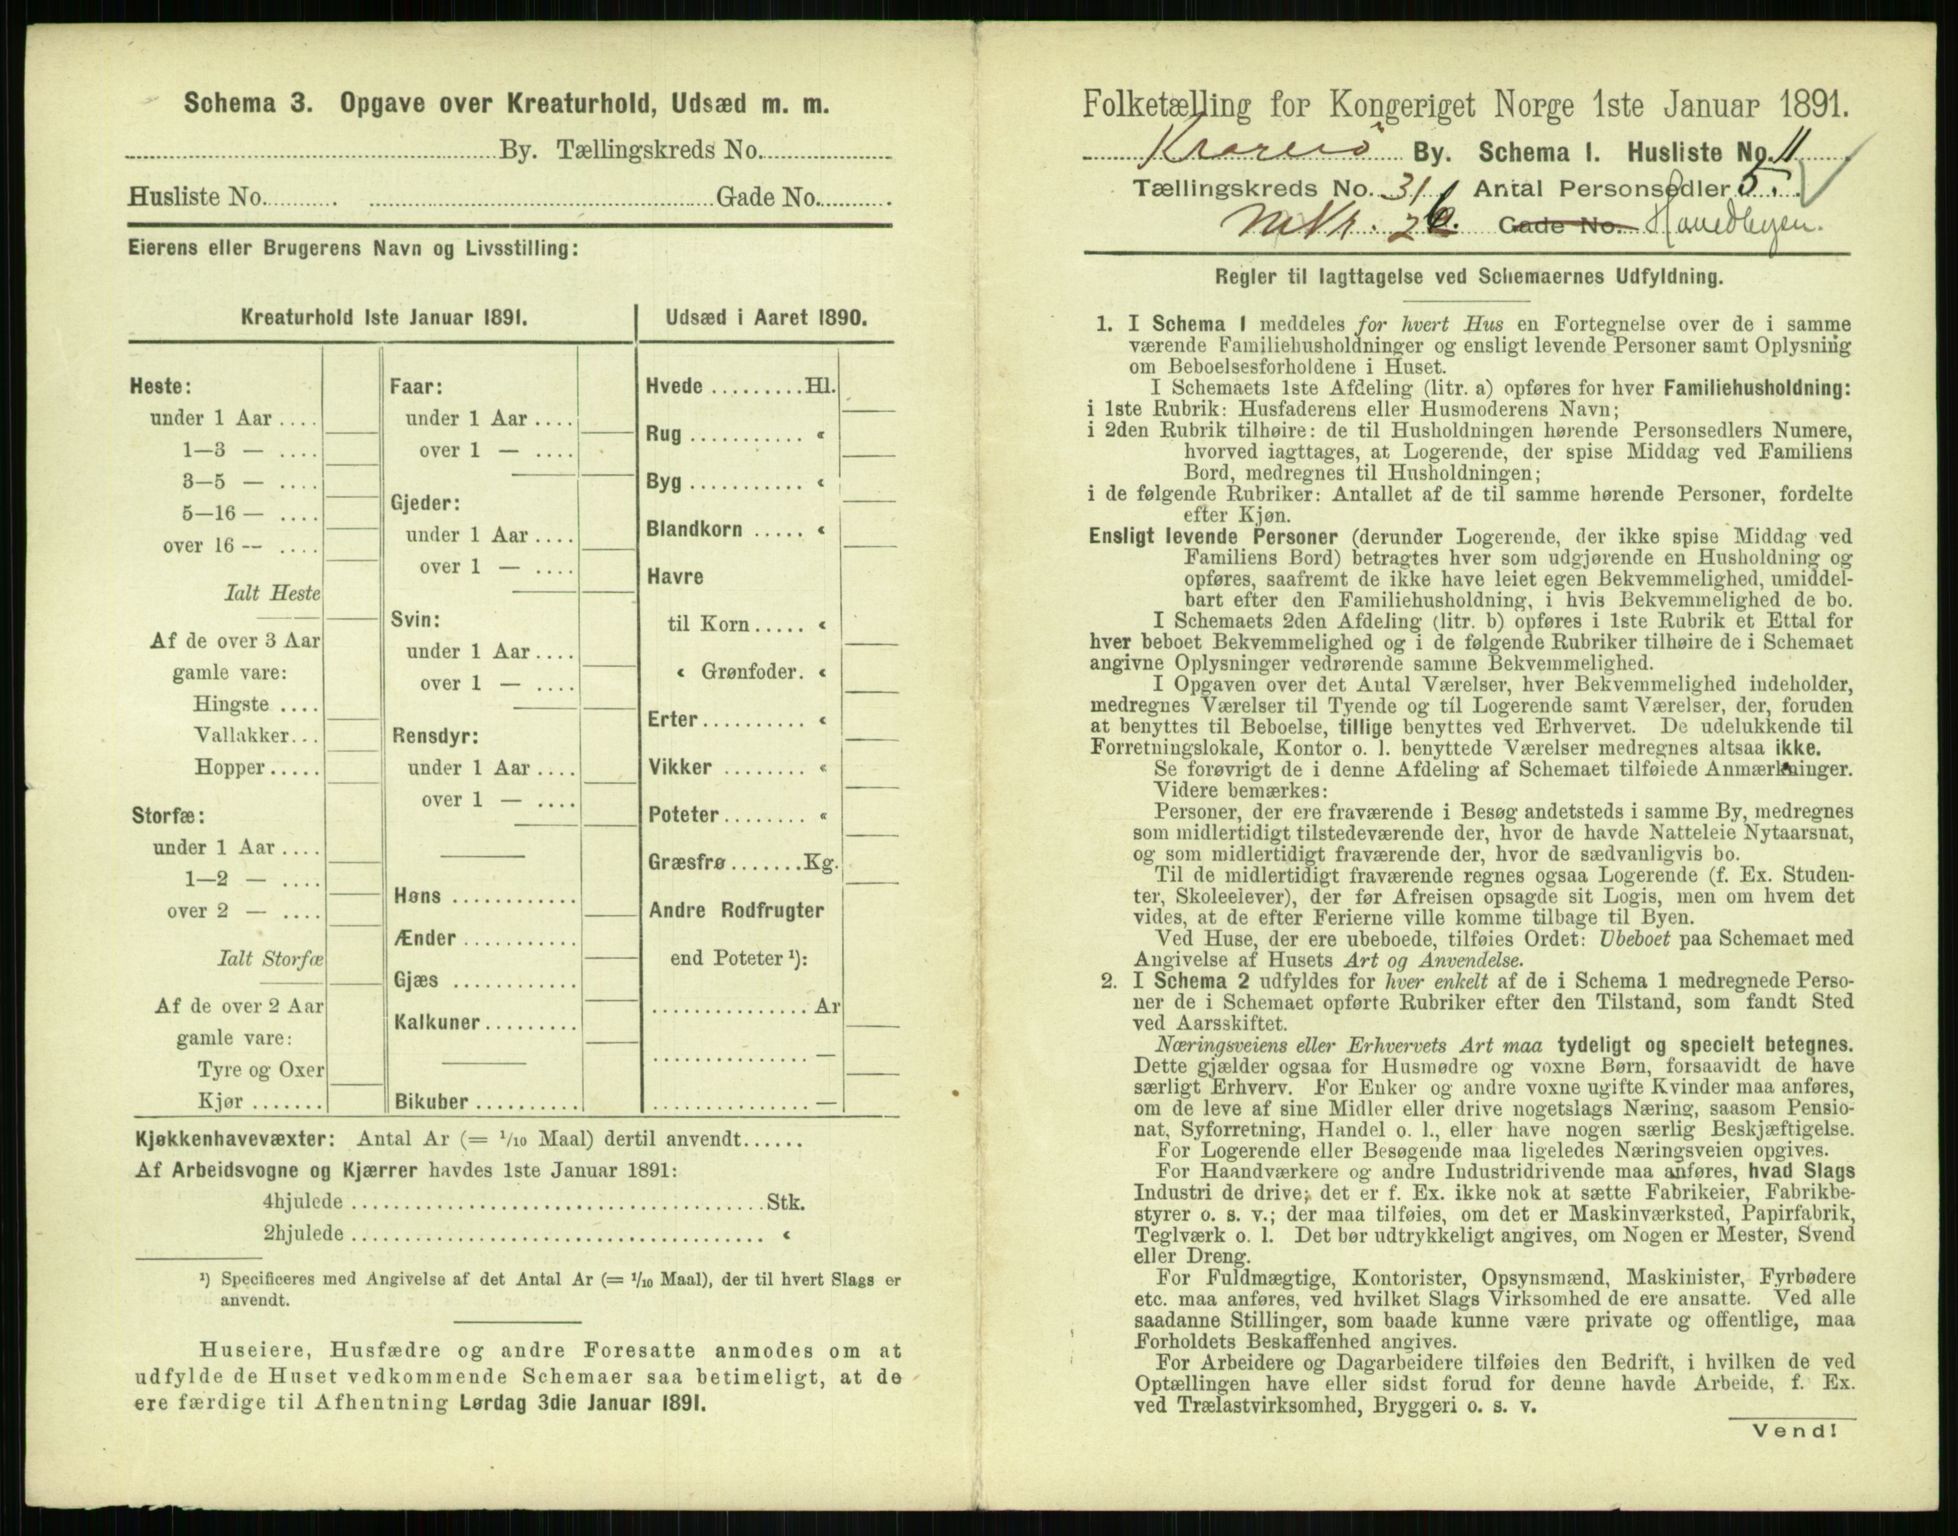 Schema 3. Opgave over Kreaturhold, Udsæd m. m.
By. Tællingskreds No.
Husliste No. Gade No.
Eierens eller Brugerens Navn og Livsstilling:
Kreaturhold 1ste Januar 1891.
Heste:
under 1 Aar ....
1—3 — ....
3—5 — ....
5—16 — ....
over 16 — ....
Ialt Heste
Af de over 3 Aar
gamle vare:
Hingste ....
Vallakker...
Hopper.....
Storfæ:
under 1 Aar ....
1—2 — ....
over 2 — ....
Ialt Storfæ
Af de over 2 Aar
gamle vare:
Tyre og Oxer
Kjør .......
Faar:
under 1 Aar ....
over 1 — ....
Gjeder:
under 1 Aar ....
over 1 — ....
Svin:
under 1 Aar ....
over 1 — ....
Rensdyr:
under 1 Aar ....
over 1 — ....
Høns ............
Ænder ...........
Gjæs ............
Kalkuner.........
Bikuber ..........
Udsæd i Aaret 1890.
Hvede .........Hl.
Rug ........... «
Byg ........... «
Blandkorn ..... «
Havre
til Korn ..... «
« Grønfoder. «
Erter .......... «
Vikker ........ «
Poteter ........ «
Græsfrø .......Kg.
Andre Rodfrugter
end Poteter ¹):
............... Ar
............... —
............... —
Kjøkkenhavevæxter: Antal Ar (= 1/10 Maal) dertil anvendt......
Af Arbeidsvogne og Kjærrer havdes 1ste Januar 1891:
4hjulede ........................................Stk.
2hjulede ........................................ «
¹) Specificeres med Angivelse af det Antal Ar (= 1/10 Maal), der til hvert Slags er
anvendt.
Huseiere, Husfædre og andre Foresatte anmodes om at
udfylde de Huset vedkommende Schemaer saa betimeligt, at de
ere færdige til Afhentning Lørdag 3die Januar 1891.
Folketælling for Kongeriget Norge 1ste Januar 1891.
Kragerø By. Schema 1. Husliste No. 11
Tællingskreds No. 31 Antal Personsedler 5.
MNr. 26. Gade No.
Regler til Iagttagelse ved Schemaernes Udfyldning.
1. I Schema 1 meddeles for hvert Hus en Fortegnelse over de i samme
værende Familiehusholdninger og ensligt levende Personer samt Oplysning
om Beboelsesforholdene i Huset.
I Schemaets 1ste Afdeling (litr. a) opføres for hver Familiehusholdning:
i 1ste Rubrik: Husfaderens eller Husmoderens Navn;
i 2den Rubrik tilhøire: de til Husholdningen hørende Personsedlers Numere,
hvorved iagttages, at Logerende, der spise Middag ved Familiens
Bord, medregnes til Husholdningen;
i de følgende Rubriker: Antallet af de til samme hørende Personer, fordelte
efter Kjøn.
Ensligt levende Personer (derunder Logerende, der ikke spise Middag ved
Familiens Bord) betragtes hver som udgjørende en Husholdning og
opføres, saafremt de ikke have leiet egen Bekvemmelighed, umiddel-
bart efter den Familiehusholdning, i hvis Bekvemmelighed de bo.
I Schemaets 2den Afdeling (litr. b) opføres i 1ste Rubrik et Ettal for
hver beboet Bekvemmelighed og i de følgende Rubriker tilhøire de i Schemaet
angivne Oplysninger vedrørende samme Bekvemmelighed.
I Opgaven over det Antal Værelser, hver Bekvemmelighed indeholder,
medregnes Værelser til Tyende og til Logerende samt Værelser, der, foruden
at benyttes til Beboelse, tillige benyttes ved Erhvervet. De udelukkende til
Forretningslokale, Kontor o. l. benyttede Værelser medregnes altsaa ikke.
Se forøvrigt de i denne Afdeling af Schemaet tilføiede Anmærkninger.
Videre bemærkes:
Personer, der ere fraværende i Besøg andetsteds i samme By, medregnes
som midlertidigt tilstedeværende der, hvor de havde Natteleie Nytaarsnat,
og som midlertidigt fraværende der, hvor de sædvanligvis bo.
Til de midlertidigt fraværende regnes ogsaa Logerende (f. Ex. Studen-
ter, Skoleelever), der før Afreisen opsagde sit Logis, men om hvem det
vides, at de efter Ferierne ville komme tilbage til Byen.
Ved Huse, der ere ubeboede, tilføies Ordet: Ubeboet paa Schemaet med
Angivelse af Husets Art og Anvendelse.
2. I Schema 2 udfyldes for hver enkelt af de i Schema 1 medregnede Perso-
ner de i Schemaet opførte Rubriker efter den Tilstand, som fandt Sted
ved Aarsskiftet.
Næringsveiens eller Erhvervets Art maa tydeligt og specielt betegnes.
Dette gjælder ogsaa for Husmødre og voxne Børn, forsaavidt de have
særligt Erhverv. For Enker og andre voxne ugifte Kvinder maa anføres,
om de leve af sine Midler eller drive nogetslags Næring, saasom Pensio-
nat, Syforretning, Handel o. l., eller have nogen særlig Beskjæftigelse.
For Logerende eller Besøgende maa ligeledes Næringsveien opgives.
For Haandværkere og andre Industridrivende maa anføres, hvad Slags
Industri de drive; det er f. Ex. ikke nok at sætte Fabrikeier, Fabrikbe-
styrer o. s. v.; der maa tilføies, om det er Maskinværksted, Papirfabrik,
Teglværk o. l. Det bør udtrykkeligt angives, om Nogen er Mester, Svend
eller Dreng.
For Fuldmægtige, Kontorister, Opsynsmænd, Maskinister, Fyrbødere
etc. maa anføres, ved hvilket Slags Virksomhed de ere ansatte. Ved alle
saadanne Stillinger, som baade kunne være private og offentlige, maa
Forholdets Beskaffenhed angives.
For Arbeidere og Dagarbeidere tilføies den Bedrift, i hvilken de ved
Optællingen have eller sidst forud for denne havde Arbeide, f. Ex.
ved Trælastvirksomhed, Bryggeri o. s. v.
Vend!